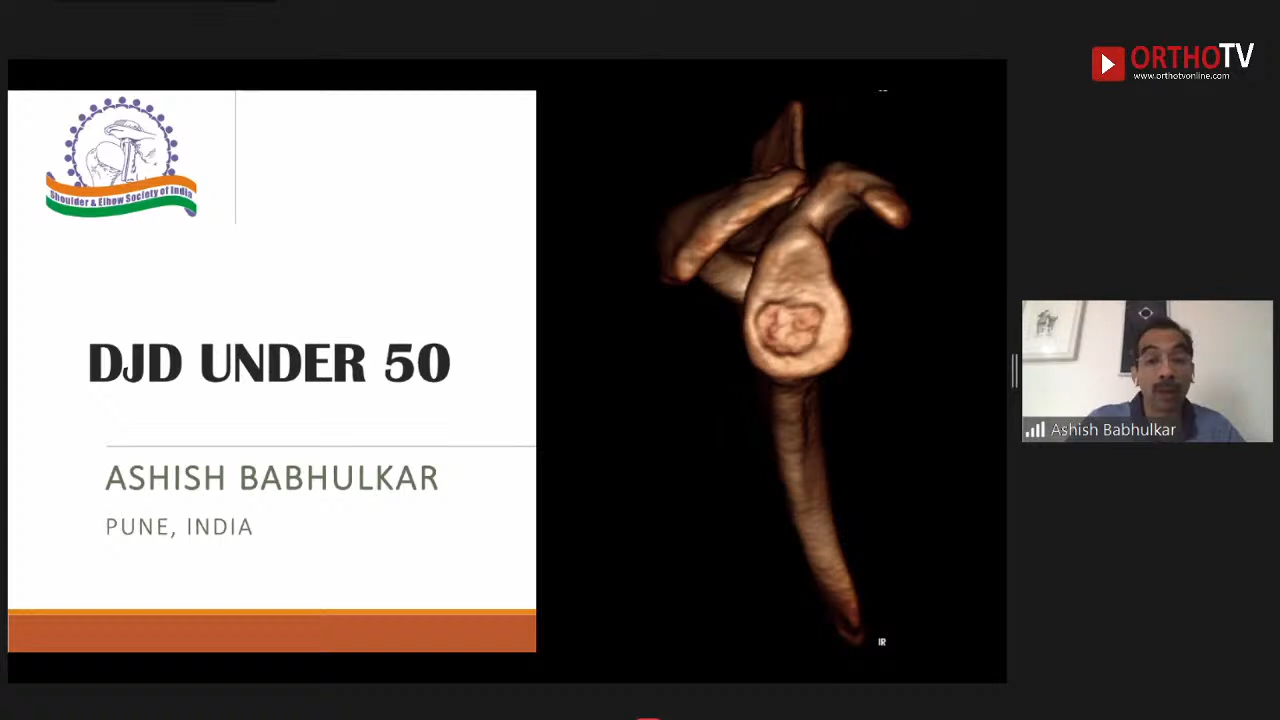 ORTHOTV
www.orthotvonline.com
Shoulder & Elbow Society of India
DJD UNDER 50
ASHISH BABHULKAR
PUNE, INDIA
Ashish Babhulkar
IR